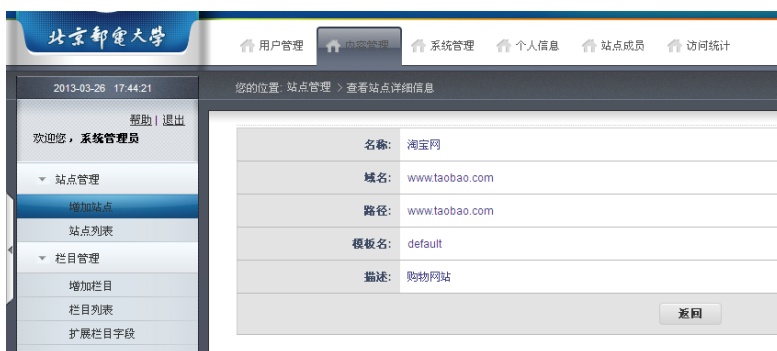 北京邮电大学
用户管理 内容管理 系统管理 个人信息 站点成员 访问统计
2013-03-26 17:44:21
您的位置: 站点管理 > 查看站点详细信息
帮助 | 退出
欢迎您，系统管理员
站点管理
增加站点
站点列表
栏目管理
增加栏目
栏目列表
扩展栏目字段
名称: 淘宝网
域名: www.taobao.com
路径: www.taobao.com
模板名: default
描述: 购物网站
返回